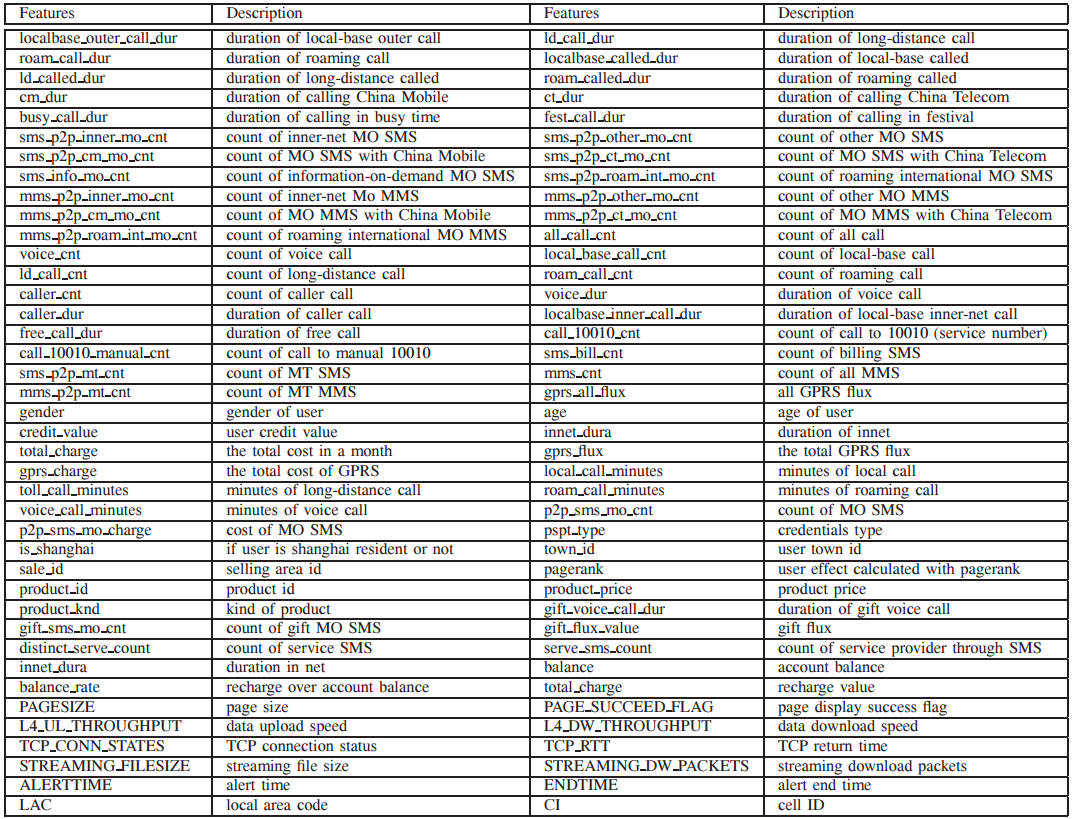 Features Description Features Description
localbase_outer_call_dur duration of local-base outer call ld_call_dur duration of long-distance call
roam_call_dur duration of roaming call localbase_called_dur duration of local-base called
ld_called_dur duration of long-distance called roam_called_dur duration of roaming called
cm_dur duration of calling China Mobile ct_dur duration of calling China Telecom
busy_call_dur duration of calling in busy time fest_call_dur duration of calling in festival
sms_p2p_inner_mo_cnt count of inner-net MO SMS sms_p2p_other_mo_cnt count of other MO SMS
sms_p2p_cm_mo_cnt count of MO SMS with China Mobile sms_p2p_ct_mo_cnt count of MO SMS with China Telecom
sms_info_mo_cnt count of information-on-demand MO SMS sms_p2p_roam_int_mo_cnt count of roaming international MO SMS
mms_p2p_inner_mo_cnt count of inner-net Mo MMS mms_p2p_other_mo_cnt count of other MO MMS
mms_p2p_cm_mo_cnt count of MO MMS with China Mobile mms_p2p_ct_mo_cnt count of MO MMS with China Telecom
mms_p2p_roam_int_mo_cnt count of roaming international MO MMS all_call_cnt count of all call
voice_cnt count of voice call local_base_call_cnt count of local-base call
ld_call_cnt count of long-distance call roam_call_cnt count of roaming call
caller_cnt count of caller call voice_dur duration of voice call
caller_dur duration of caller call localbase_inner_call_dur duration of local-base inner-net call
free_call_dur duration of free call call_10010_cnt count of call to 10010 (service number)
call_10010_manual_cnt count of call to manual 10010 sms_bill_cnt count of billing SMS
sms_p2p_mt_cnt count of MT SMS mms_cnt count of all MMS
mms_p2p_mt_cnt count of MT MMS gprs_all_flux all GPRS flux
gender gender of user age age of user
credit_value user credit value innet_dura duration of innet
total_charge the total cost in a month gprs_flux the total GPRS flux
gprs_charge the total cost of GPRS local_call_minutes minutes of local call
toll_call_minutes minutes of long-distance call roam_call_minutes minutes of roaming call
voice_call_minutes minutes of voice call p2p_sms_mo_cnt count of MO SMS
p2p_sms_mo_charge cost of MO SMS pspt_type credentials type
is_shanghai if user is shanghai resident or not town_id user town id
sale_id selling area id pagerank user effect calculated with pagerank
product_id product id product_price product price
product_knd kind of product gift_voice_call_dur duration of gift voice call
gift_sms_mo_cnt count of gift MO SMS gift_flux_value gift flux
distinct_serve_count count of service SMS serve_sms_count count of service provider through SMS
innet_dura duration in net balance account balance
balance_rate recharge over account balance total_charge recharge value
PAGESIZE page size PAGE_SUCCEED_FLAG page display success flag
L4_UL_THROUGHPUT data upload speed L4_DW_THROUGHPUT data download speed
TCP_CONN_STATES TCP connection status TCP_RTT TCP return time
STREAMING_FILESIZE streaming file size STREAMING_DW_PACKETS streaming download packets
ALERTTIME alert time ENDTIME alert end time
LAC local area code CI cell ID